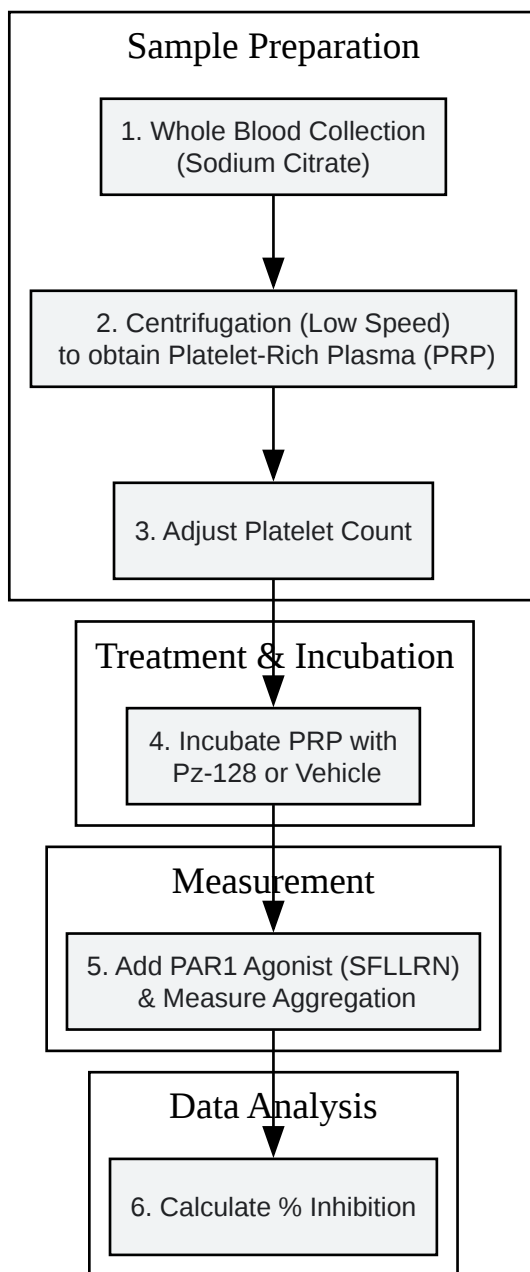 Sample Preparation
1. Whole Blood Collection
(Sodium Citrate)
2. Centrifugation (Low Speed)
to obtain Platelet-Rich Plasma (PRP)
3. Adjust Platelet Count
Treatment & Incubation
4. Incubate PRP with
Pz-128 or Vehicle
Measurement
5. Add PAR1 Agonist (SFLLRN)
& Measure Aggregation
Data Analysis
6. Calculate % Inhibition